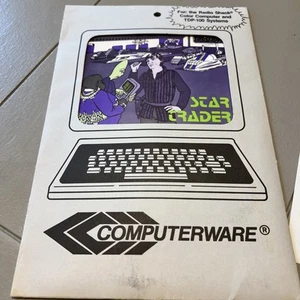 For the Radio Shack®
Color Computer and
TDP-100 Systems
STAR
TRADER
COMPUTERWARE®